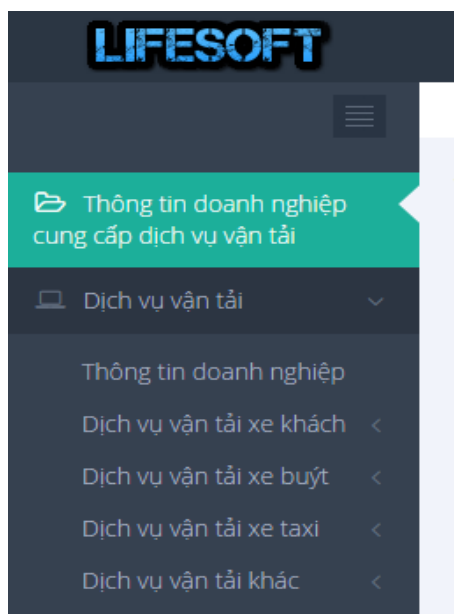 LIFESOFT
Thông tin doanh nghiệp
cung cấp dịch vụ vận tải
Dịch vụ vận tải
Thông tin doanh nghiệp
Dịch vụ vận tải xe khách
Dịch vụ vận tải xe buýt
Dịch vụ vận tải xe taxi
Dịch vụ vận tải khác